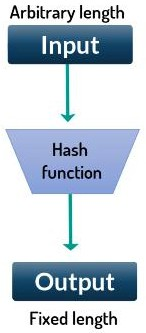 Arbitrary length
Input
Hash
function
Output
Fixed length